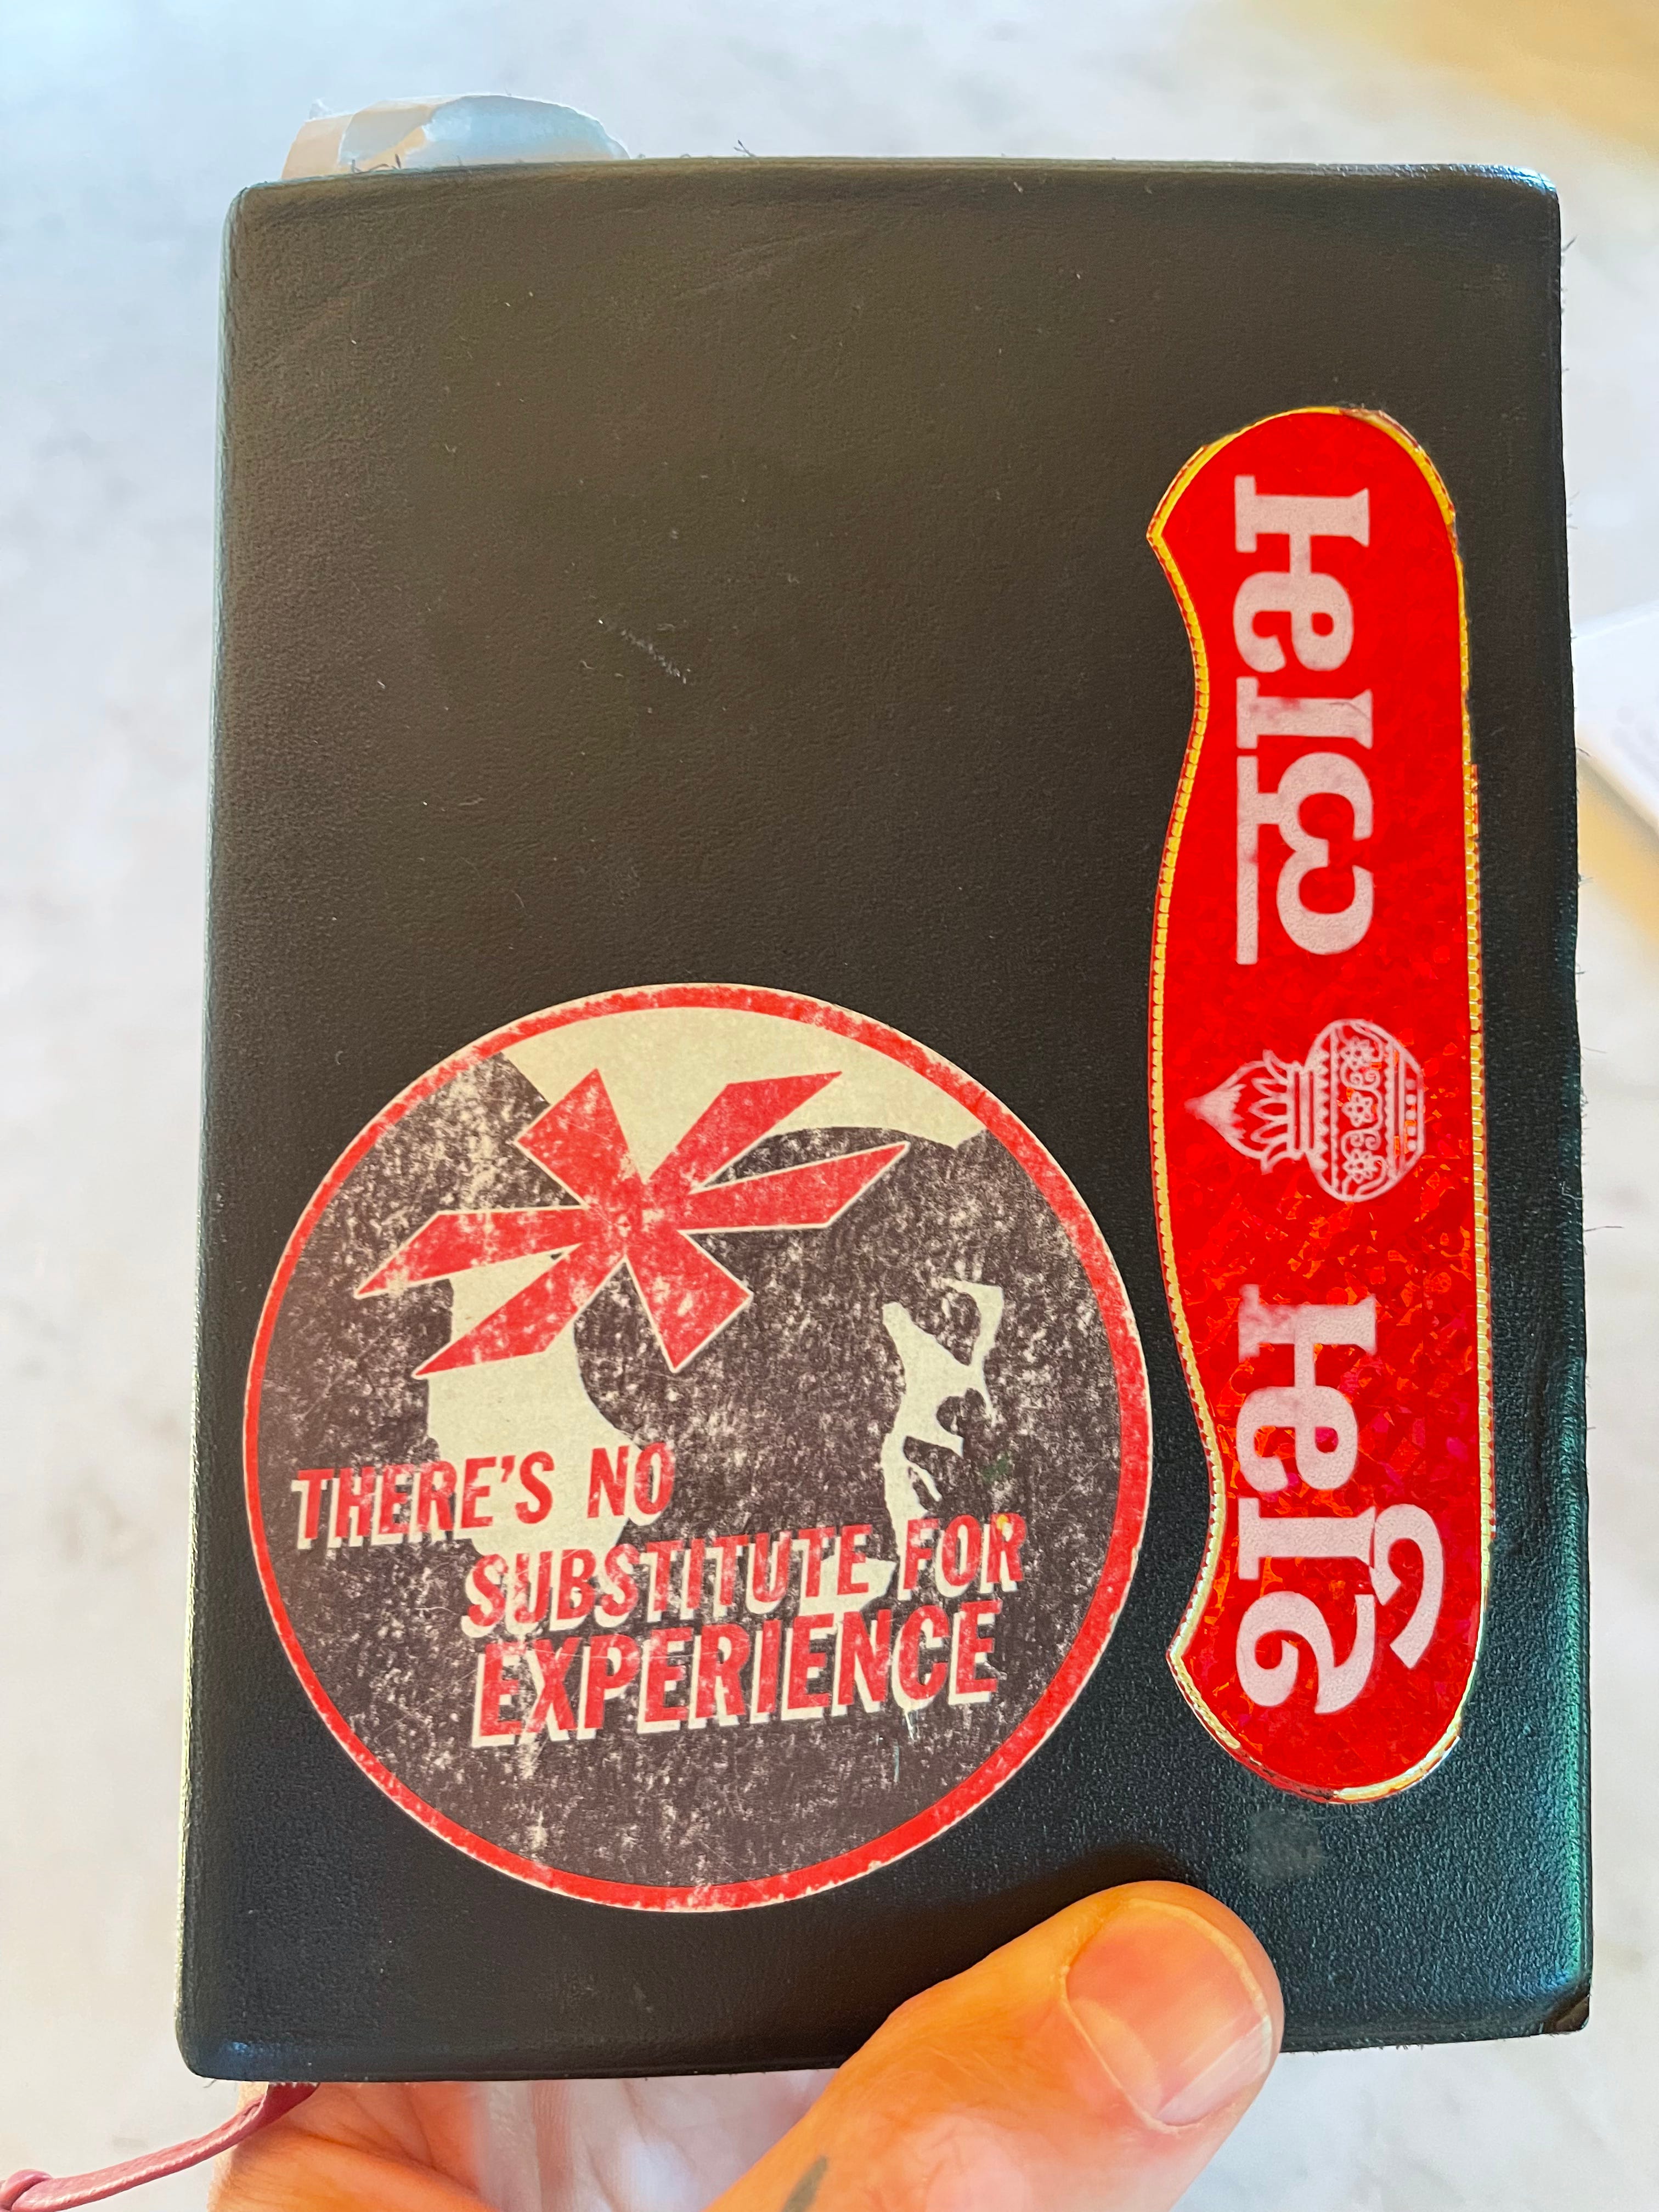 THERE'S NO
SUBSTITUTE FOR
EXPERIENCE
शुभ लाभ